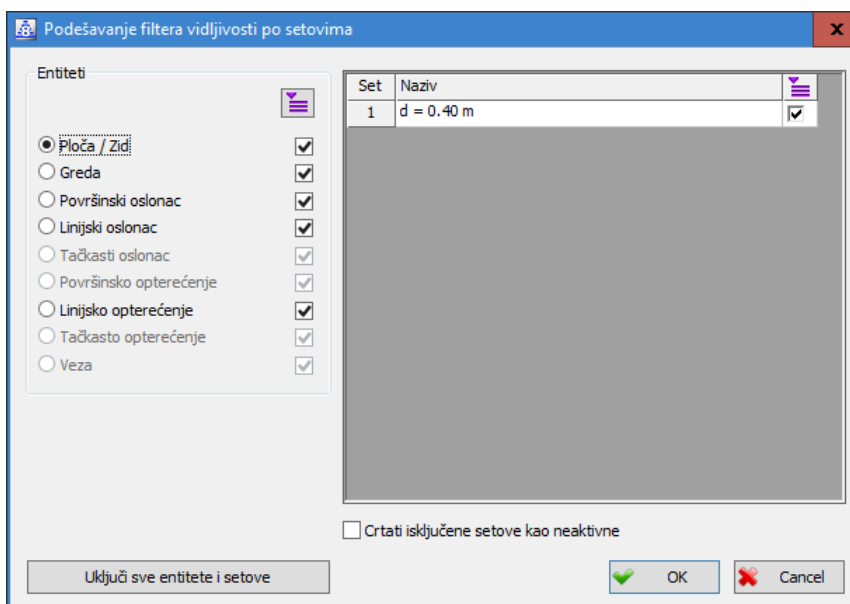 Podešavanje filtera vidljivosti po setovima
Entiteti
Ploča / Zid
Greda
Površinski oslonac
Linijski oslonac
Tačkasti oslonac
Površinsko opterećenje
Linijsko opterećenje
Tačkasto opterećenje
Veza
Set Naziv
1 d = 0.40 m
Crtati isključene setove kao neaktivne
Uključi sve entitete i setove
OK
Cancel